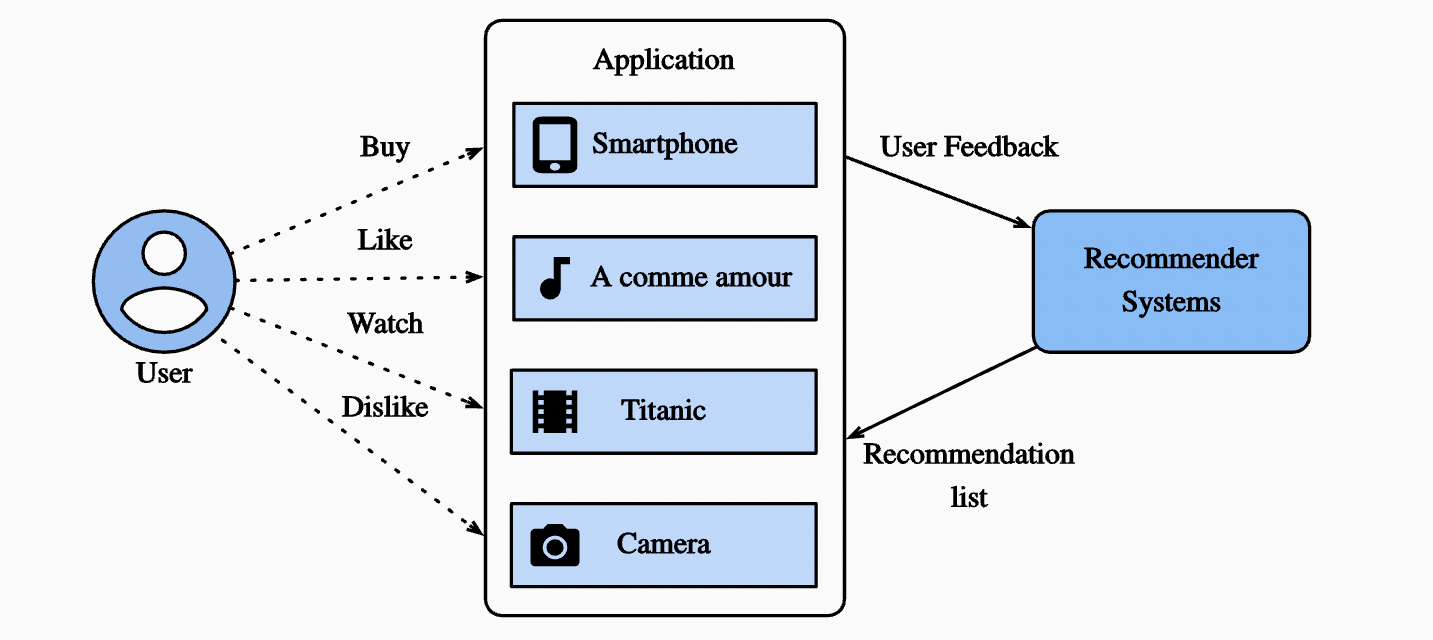 Application
Buy
Smartphone
User Feedback
Like
A comme amour
Recommender
Systems
Watch
User
Dislike
Titanic
Recommendation
list
Camera